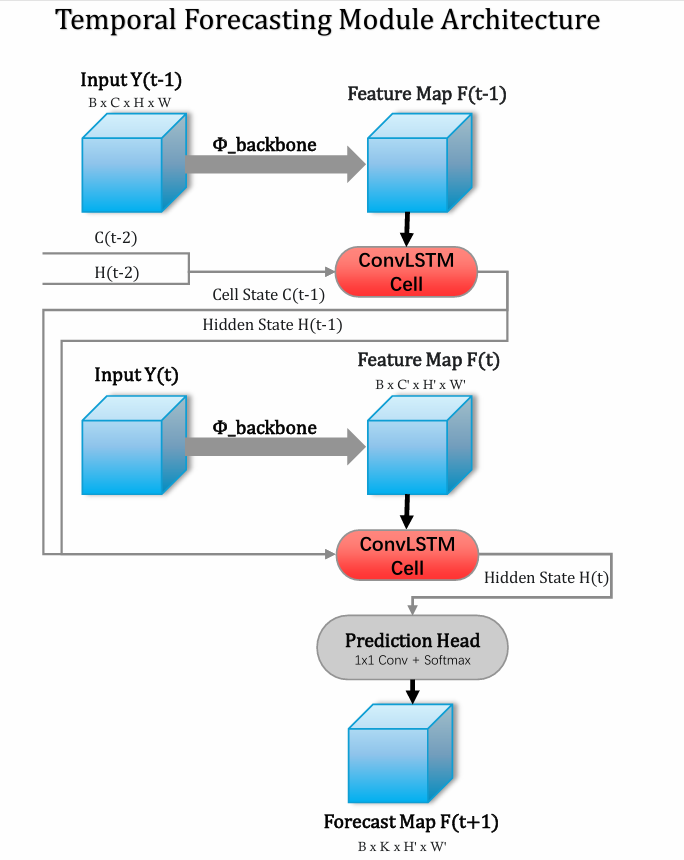 Temporal Forecasting Module Architecture
Input Y(t-1)
B x C x H x W
Feature Map F(t-1)
Φ_backbone
C(t-2)
H(t-2)
ConvLSTM
Cell
Cell State C(t-1)
Hidden State H(t-1)
Input Y(t)
Feature Map F(t)
B x C' x H' x W'
Φ_backbone
ConvLSTM
Cell
Hidden State H(t)
Prediction Head
1x1 Conv + Softmax
Forecast Map F(t+1)
B x K x H' x W'